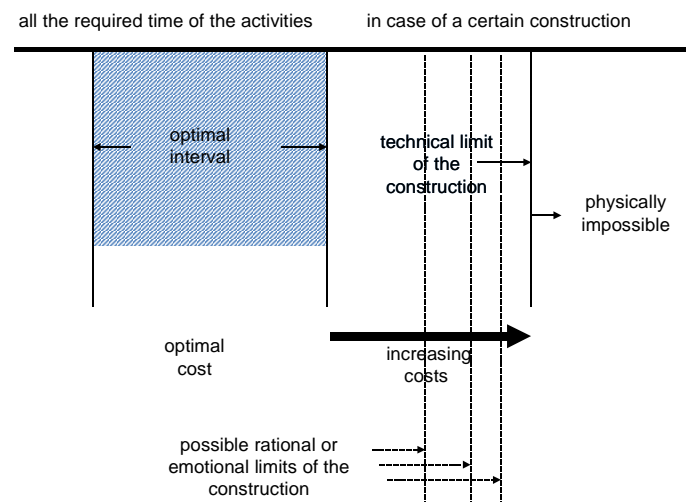 all the required time of the activities
in case of a certain construction
optimal
interval
technical limit
of the
construction
physically
impossible
optimal
cost
increasing
costs
possible rational or
emotional limits of the
construction